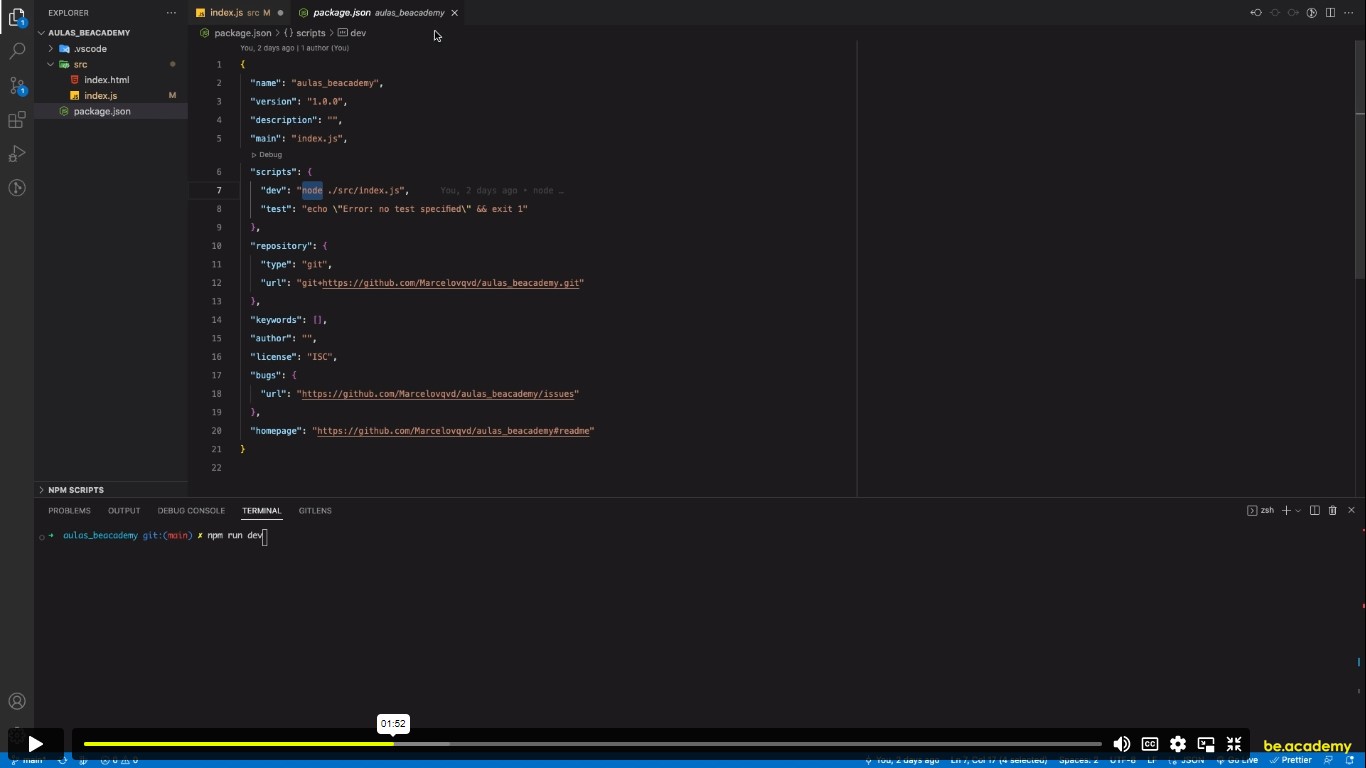 EXPLORER
AULAS_BEACADEMY
.vscode
src
index.html
index.js M
package.json
NPM SCRIPTS
index.js src M
package.json aulas_beacademy
package.json > {} scripts > dev
You, 2 days ago | 1 author (You)
1 {
2 "name": "aulas_beacademy",
3 "version": "1.0.0",
4 "description": "",
5 "main": "index.js",
Debug
6 "scripts": {
7 "dev": "node ./src/index.js", You, 2 days ago • node …
8 "test": "echo \"Error: no test specified\" && exit 1"
9 },
10 "repository": {
11 "type": "git",
12 "url": "git+https://github.com/Marcelovqvd/aulas_beacademy.git"
13 },
14 "keywords": [],
15 "author": "",
16 "license": "ISC",
17 "bugs": {
18 "url": "https://github.com/Marcelovqvd/aulas_beacademy/issues"
19 },
20 "homepage": "https://github.com/Marcelovqvd/aulas_beacademy#readme"
21 }
22
PROBLEMS OUTPUT DEBUG CONSOLE TERMINAL GITLENS
zsh
➜ aulas_beacademy git:(main) ✗ npm run dev
01:52
be.academy
main* You, 2 days ago Ln 7, Col 17 (4 selected) Spaces: 2 UTF-8 LF JSON Go Live Prettier